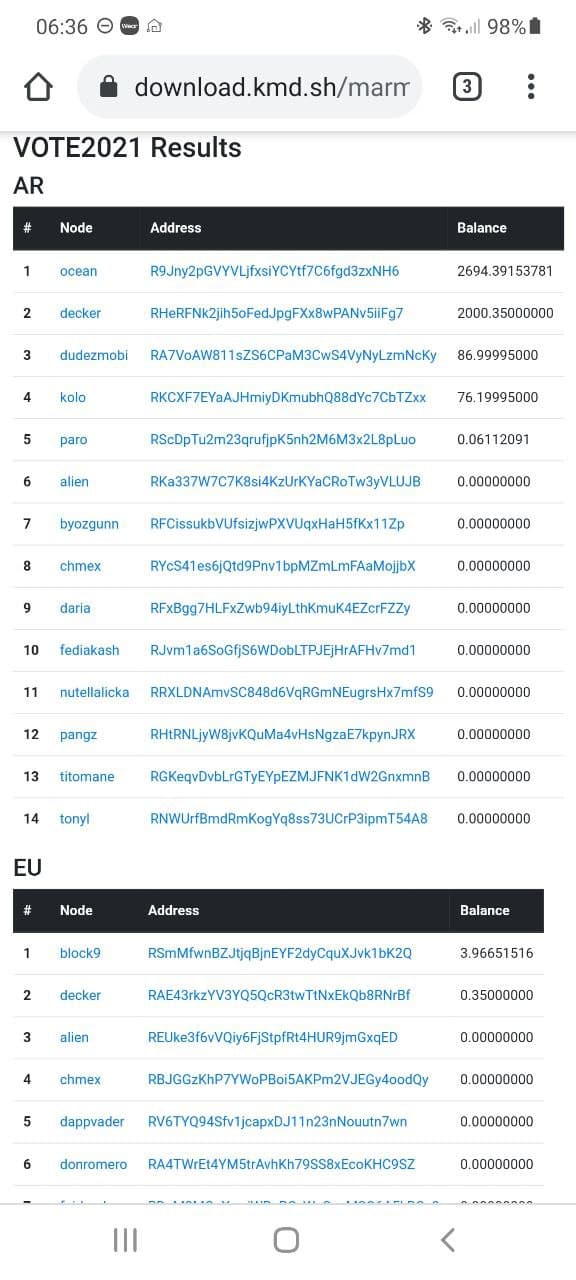 06:36 Wear 98%
download.kmd.sh/marm 3
VOTE2021 Results
AR
# Node Address Balance
1 ocean R9Jny2pGVYVLjfxsiYCYtf7C6fgd3zxNH6 2694.39153781
2 decker RHeRFNk2jih5oFedJpgFXx8wPANv5iiFg7 2000.35000000
3 dudezmobi RA7VoAW811sZS6CPaM3CwS4VyNyLzmNcKy 86.99995000
4 kolo RKCXF7EYaAJHmiyDKmubhQ88dYc7CbTZxx 76.19995000
5 paro RScDpTu2m23qrufjpK5nh2M6M3x2L8pLuo 0.06112091
6 alien RKa337W7C7K8si4KzUrKYaCRoTw3yVLUJB 0.00000000
7 byozgunn RFCissukbVUfsizjwPXVUqxHaH5fKx11Zp 0.00000000
8 chmex RYcS41es6jQtd9Pnv1bpMZmLmFAaMojjbX 0.00000000
9 daria RFxBgg7HLFxZwb94iyLthKmuK4EZcrFZZy 0.00000000
10 fediakash RJvm1a6SoGfjS6WDobLTPJEjHrAFHv7md1 0.00000000
11 nutellalicka RRXLDNAmvSC848d6VqRGmNEugrsHx7mfS9 0.00000000
12 pangz RHtRNLjyW8jvKQuMa4vHsNgzaE7kpynJRX 0.00000000
13 titomane RGKeqvDvbLrGTyEYpEZMJFNK1dW2GnxmnB 0.00000000
14 tonyl RNWUrfBmdRmKogYq8ss73UCrP3ipmT54A8 0.00000000
EU
# Node Address Balance
1 block9 RSmMfwnBZJtjqBjnEYF2dyCquXJvk1bK2Q 3.96651516
2 decker RAE43rkzYV3YQ5QcR3twTtNxEkQb8RNrBf 0.35000000
3 alien REUke3f6vVQiy6FjStpfRt4HUR9jmGxqED 0.00000000
4 chmex RBJGGzKhP7YWoPBoi5AKPm2VJEGy4oodQy 0.00000000
5 dappvader RV6TYQ94Sfv1jcapxDJ11n23nNouutn7wn 0.00000000
6 donromero RA4TWrEt4YM5trAvhKh79SS8xEcoKHC9SZ 0.00000000